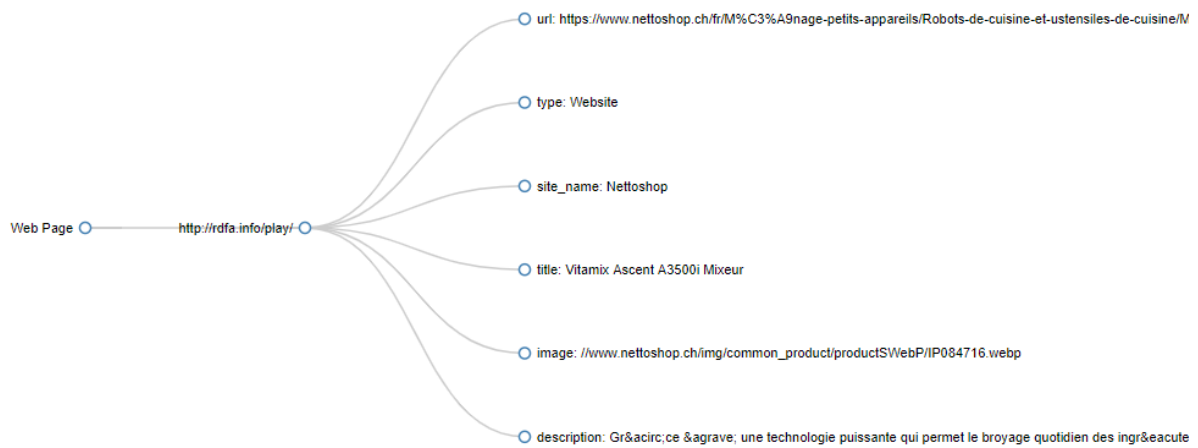 url: https://www.nettoshop.ch/fr/M%C3%A9nage-petits-appareils/Robots-de-cuisine-et-ustensiles-de-cuisine/M
type: Website
site_name: Nettoshop
Web Page
http://rdfa.info/play/
title: Vitamix Ascent A3500i Mixeur
image: //www.nettoshop.ch/img/common_product/productSWebP/IP084716.webp
description: Gr&acirc;ce &agrave; une technologie puissante qui permet le broyage quotidien des ingr&eacute